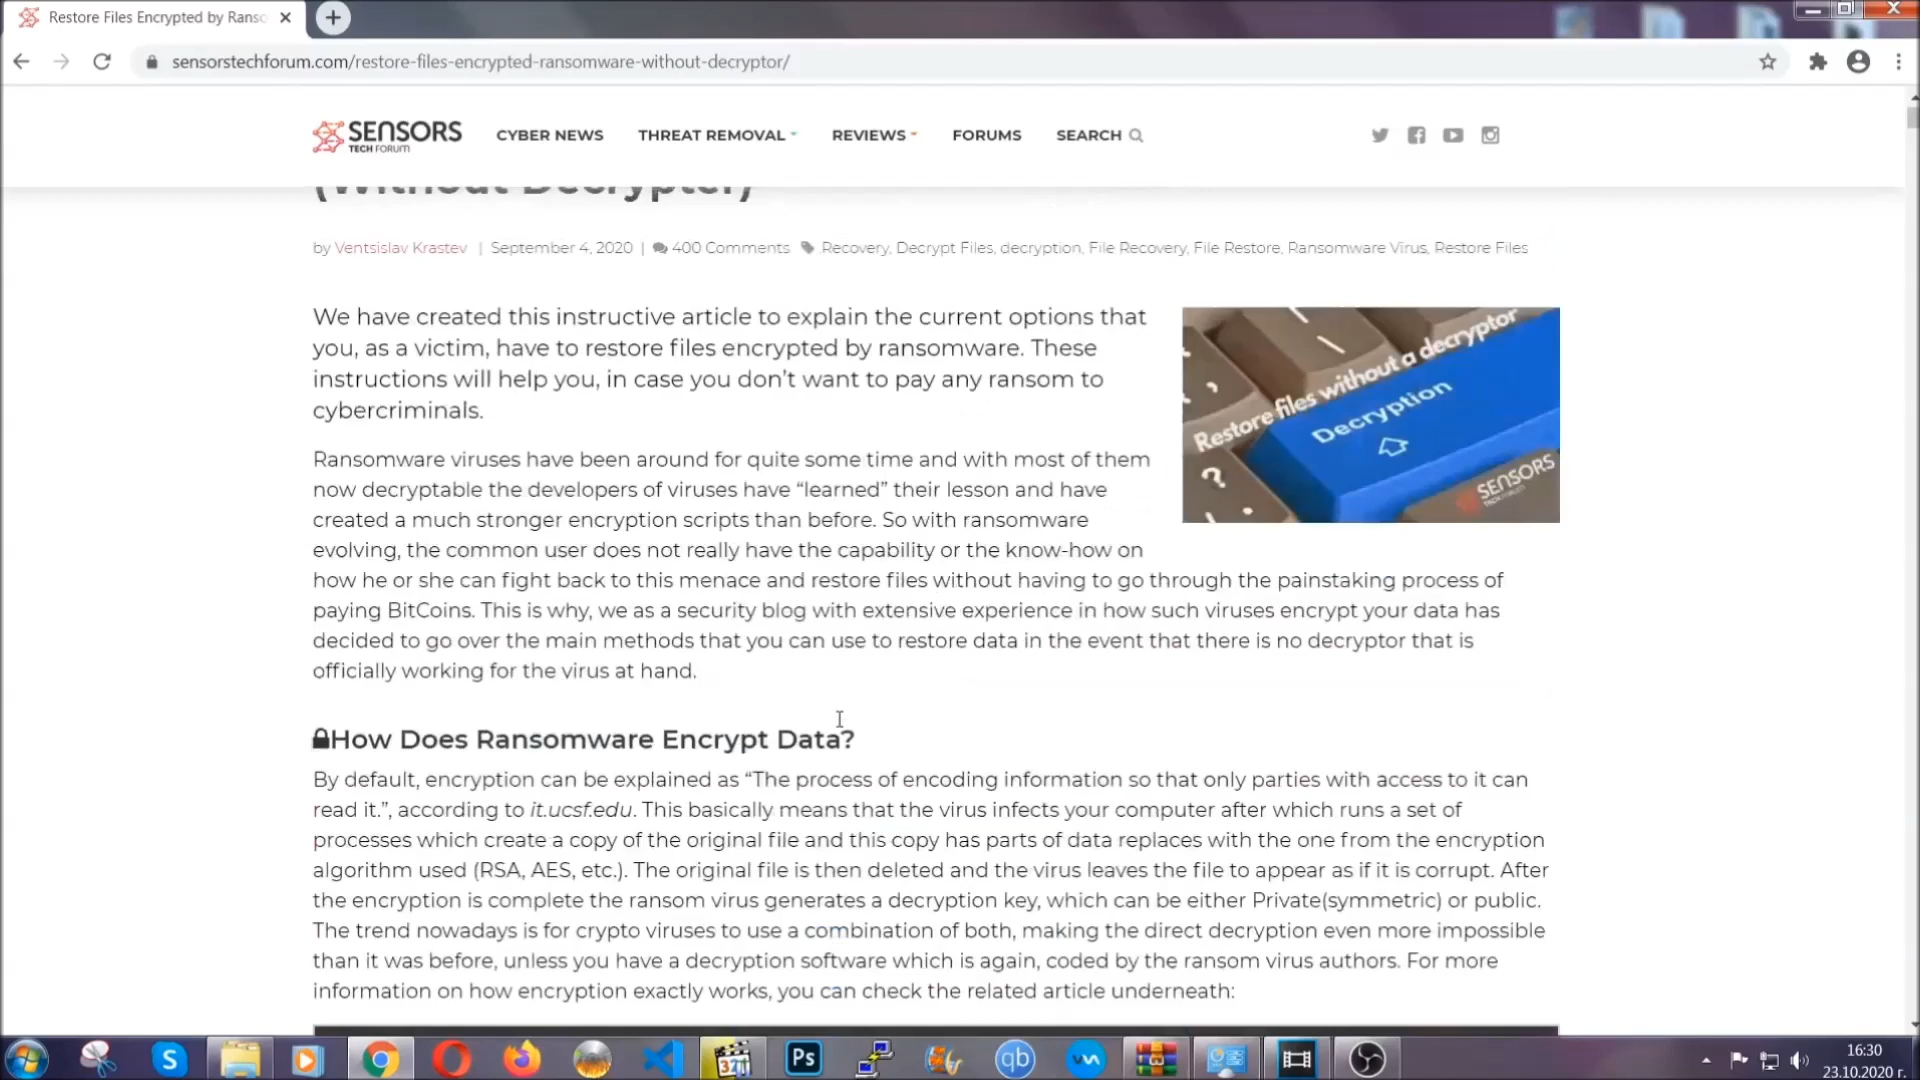 Restore Files Encrypted by Ranso
sensorstechforum.com/restore-files-encrypted-ransomware-without-decryptor/
SENSORS
TECH FORUM
CYBER NEWS
THREAT REMOVAL
REVIEWS
FORUMS
SEARCH
(Without Decrypter)
by Ventsislav Krastev | September 4, 2020 | 400 Comments Recovery, Decrypt Files, decryption, File Recovery, File Restore, Ransomware Virus, Restore Files
We have created this instructive article to explain the current options that
you, as a victim, have to restore files encrypted by ransomware. These
instructions will help you, in case you don’t want to pay any ransom to
cybercriminals.
Restore files without a decryptor
Decryption
?
SENSORS
Ransomware viruses have been around for quite some time and with most of them
now decryptable the developers of viruses have “learned” their lesson and have
created a much stronger encryption scripts than before. So with ransomware
evolving, the common user does not really have the capability or the know-how on
how he or she can fight back to this menace and restore files without having to go through the painstaking process of
paying BitCoins. This is why, we as a security blog with extensive experience in how such viruses encrypt your data has
decided to go over the main methods that you can use to restore data in the event that there is no decryptor that is
officially working for the virus at hand.
How Does Ransomware Encrypt Data?
By default, encryption can be explained as “The process of encoding information so that only parties with access to it can
read it.”, according to it.ucsf.edu. This basically means that the virus infects your computer after which runs a set of
processes which create a copy of the original file and this copy has parts of data replaces with the one from the encryption
algorithm used (RSA, AES, etc.). The original file is then deleted and the virus leaves the file to appear as if it is corrupt. After
the encryption is complete the ransom virus generates a decryption key, which can be either Private(symmetric) or public.
The trend nowadays is for crypto viruses to use a combination of both, making the direct decryption even more impossible
than it was before, unless you have a decryption software which is again, coded by the ransom virus authors. For more
information on how encryption exactly works, you can check the related article underneath:
S
321
Ps
qb
16:30
23.10.2020 г.